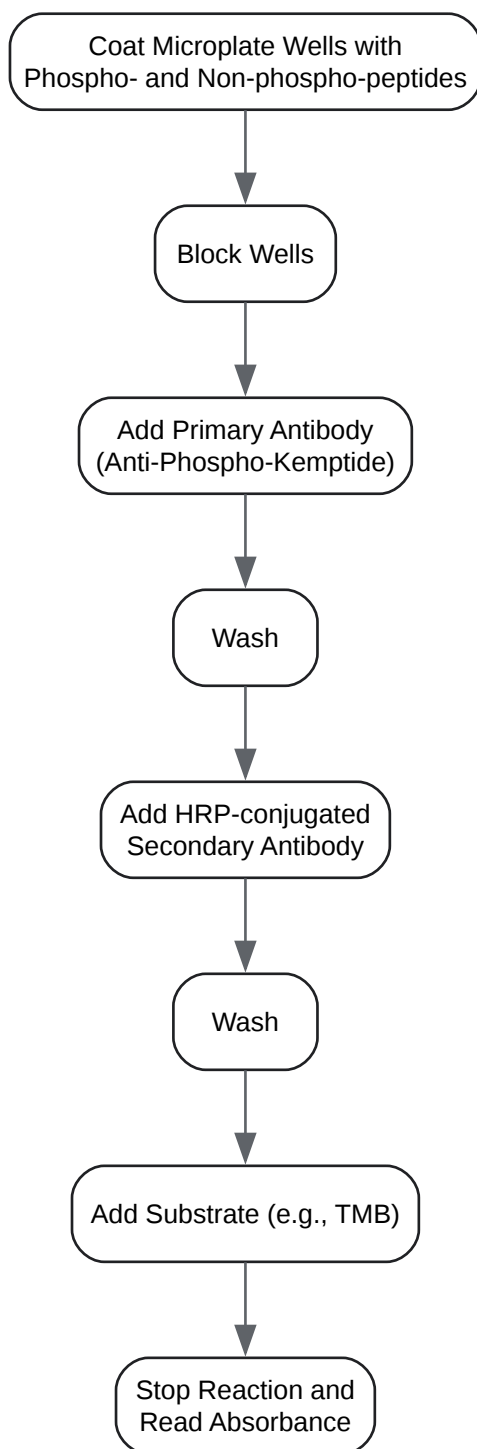 Coat Microplate Wells with
Phospho- and Non-phospho-peptides
Block Wells
Add Primary Antibody
(Anti-Phospho-Kemptide)
Wash
Add HRP-conjugated
Secondary Antibody
Wash
Add Substrate (e.g., TMB)
Stop Reaction and
Read Absorbance